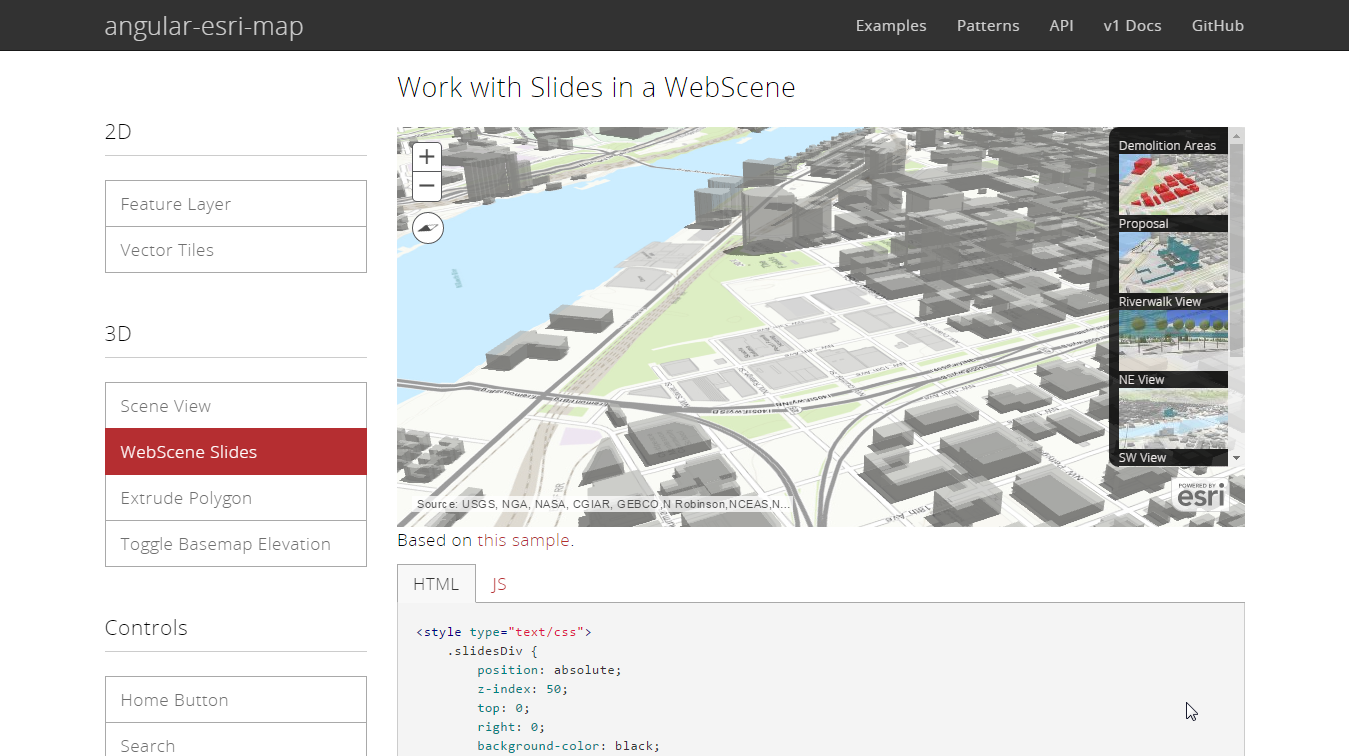 angular-esri-map
Examples Patterns API v1 Docs GitHub
Work with Slides in a WebScene
2D
Feature Layer
Vector Tiles
3D
Scene View
WebScene Slides
Extrude Polygon
Toggle Basemap Elevation
Controls
Home Button
Search
+
−
Demolition Areas
Proposal
Riverwalk View
NE View
SW View
18th Ave
POWERED BY
esri
Source: USGS, NGA, NASA, CGIAR, GEBCO,N Robinson,NCEAS,N...
Based on this sample.
HTML JS
<style type="text/css">
.slidesDiv {
position: absolute;
z-index: 50;
top: 0;
right: 0;
background-color: black;